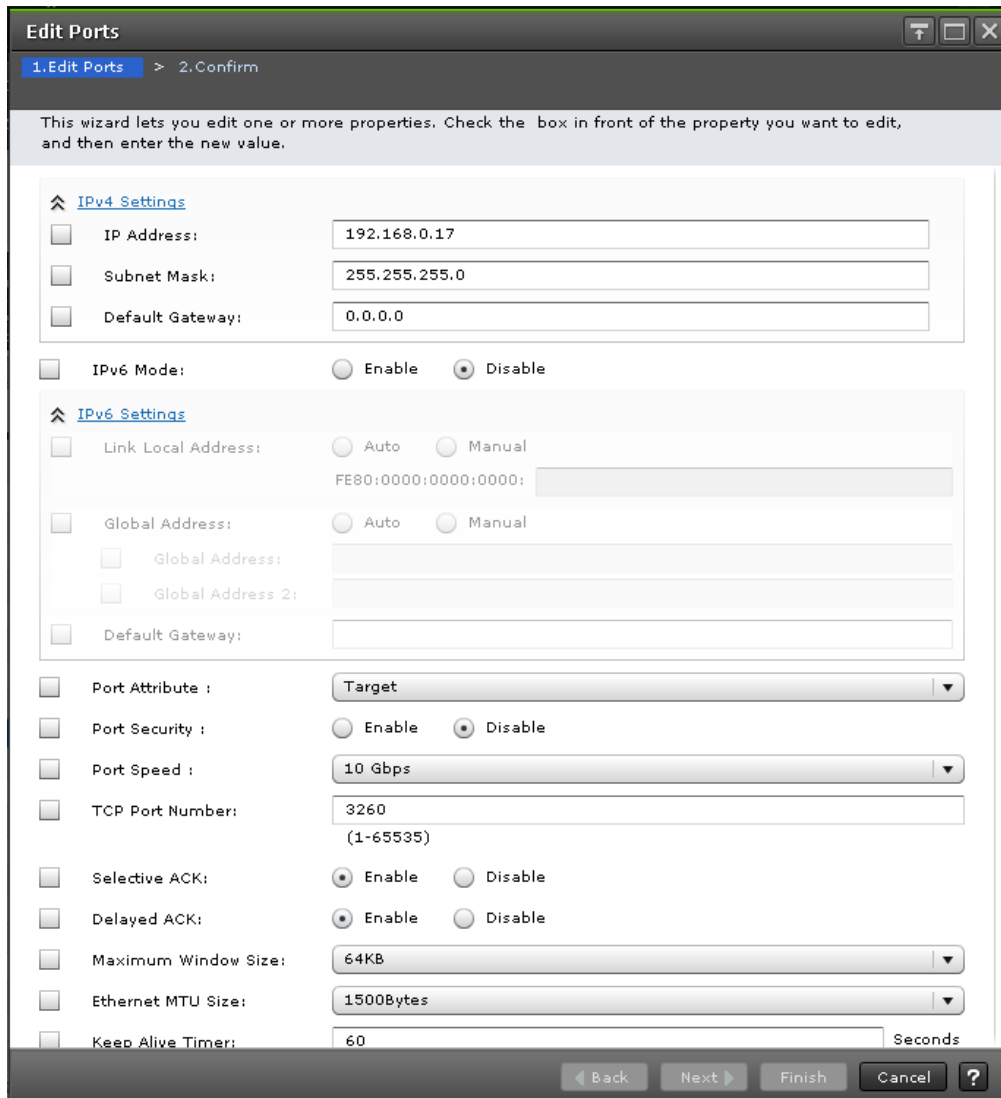 Edit Ports
1.Edit Ports > 2.Confirm
This wizard lets you edit one or more properties. Check the box in front of the property you want to edit,
and then enter the new value.
IPv4 Settings
IP Address: 192.168.0.17
Subnet Mask: 255.255.255.0
Default Gateway: 0.0.0.0
IPv6 Mode: Enable Disable
IPv6 Settings
Link Local Address: Auto Manual
FE80:0000:0000:0000:
Global Address: Auto Manual
Global Address:
Global Address 2:
Default Gateway:
Port Attribute : Target
Port Security : Enable Disable
Port Speed : 10 Gbps
TCP Port Number: 3260
(1-65535)
Selective ACK: Enable Disable
Delayed ACK: Enable Disable
Maximum Window Size: 64KB
Ethernet MTU Size: 1500Bytes
Keep Alive Timer: 60 Seconds
Back Next Finish Cancel ?